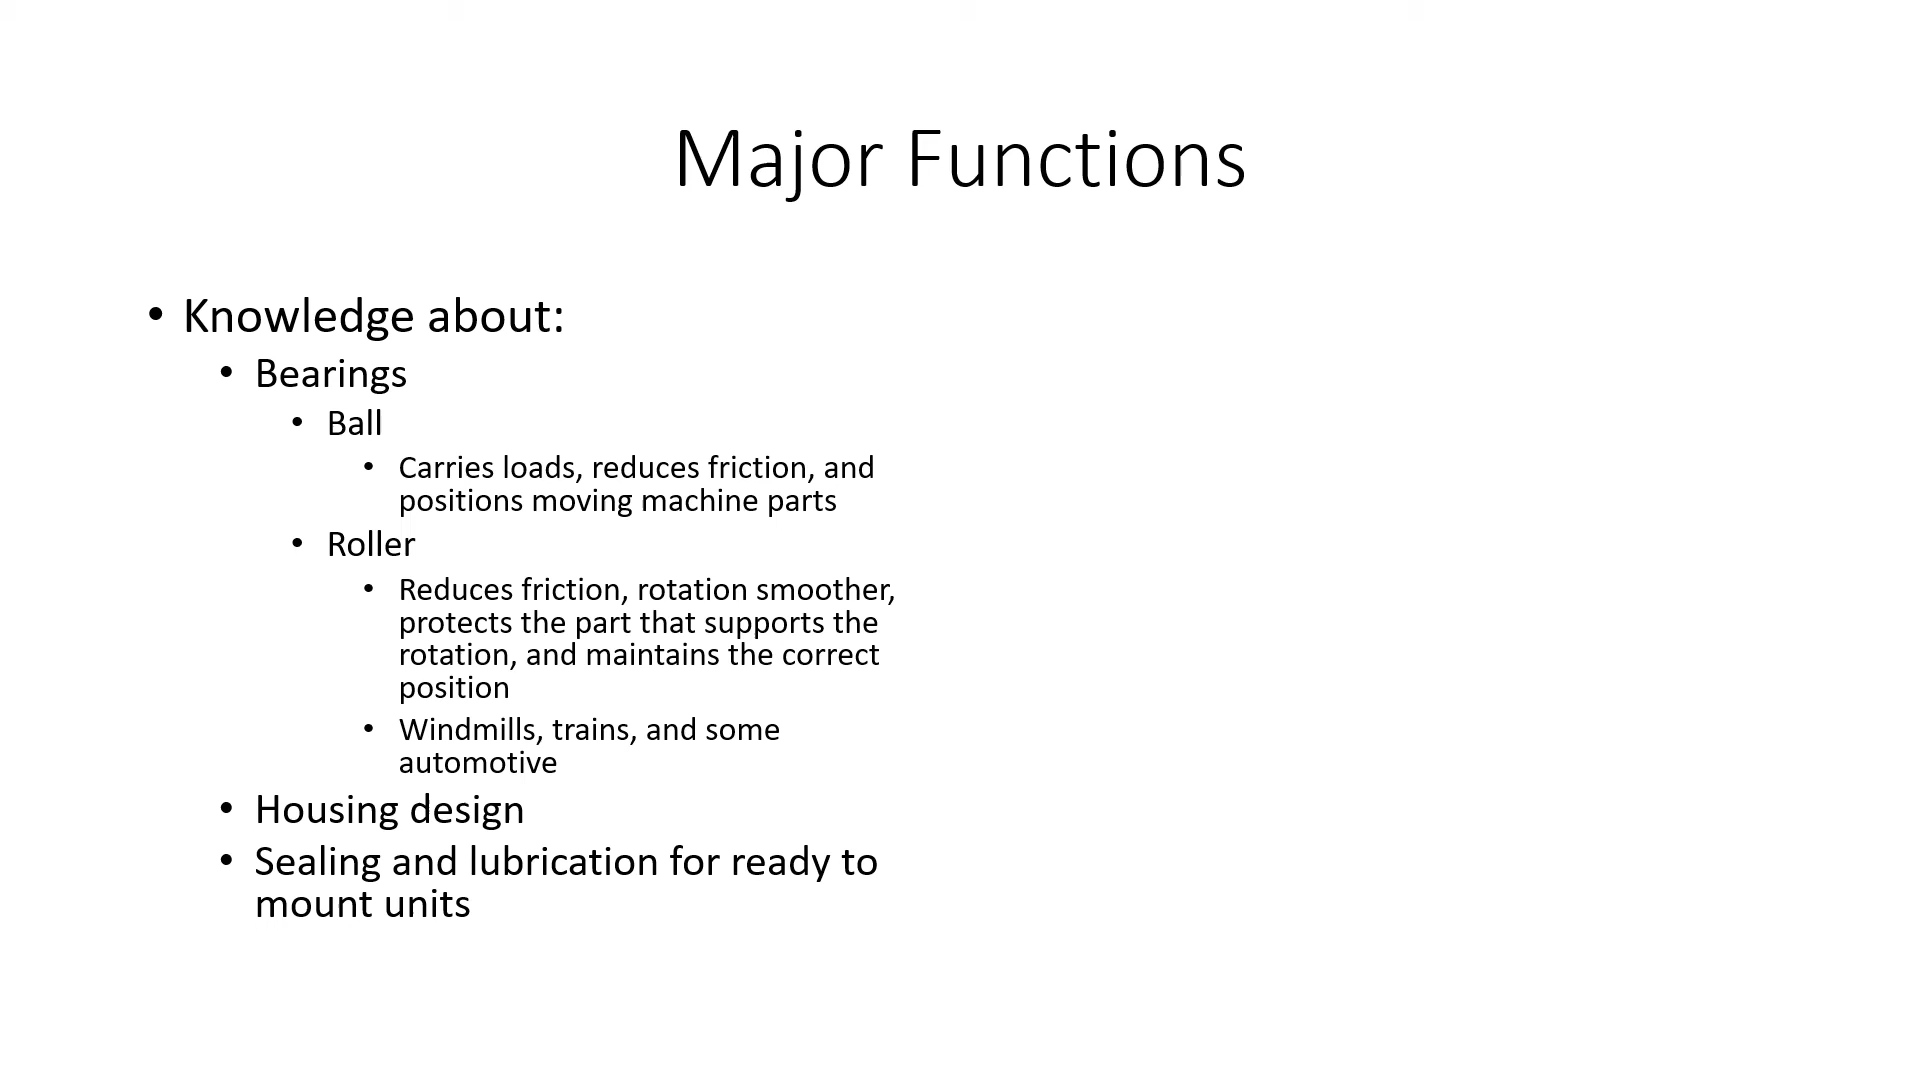 Major Functions
• Knowledge about:
• Bearings
• Ball
• Carries loads, reduces friction, and
positions moving machine parts
• Roller
• Reduces friction, rotation smoother,
protects the part that supports the
rotation, and maintains the correct
position
• Windmills, trains, and some
automotive
• Housing design
• Sealing and lubrication for ready to
mount units